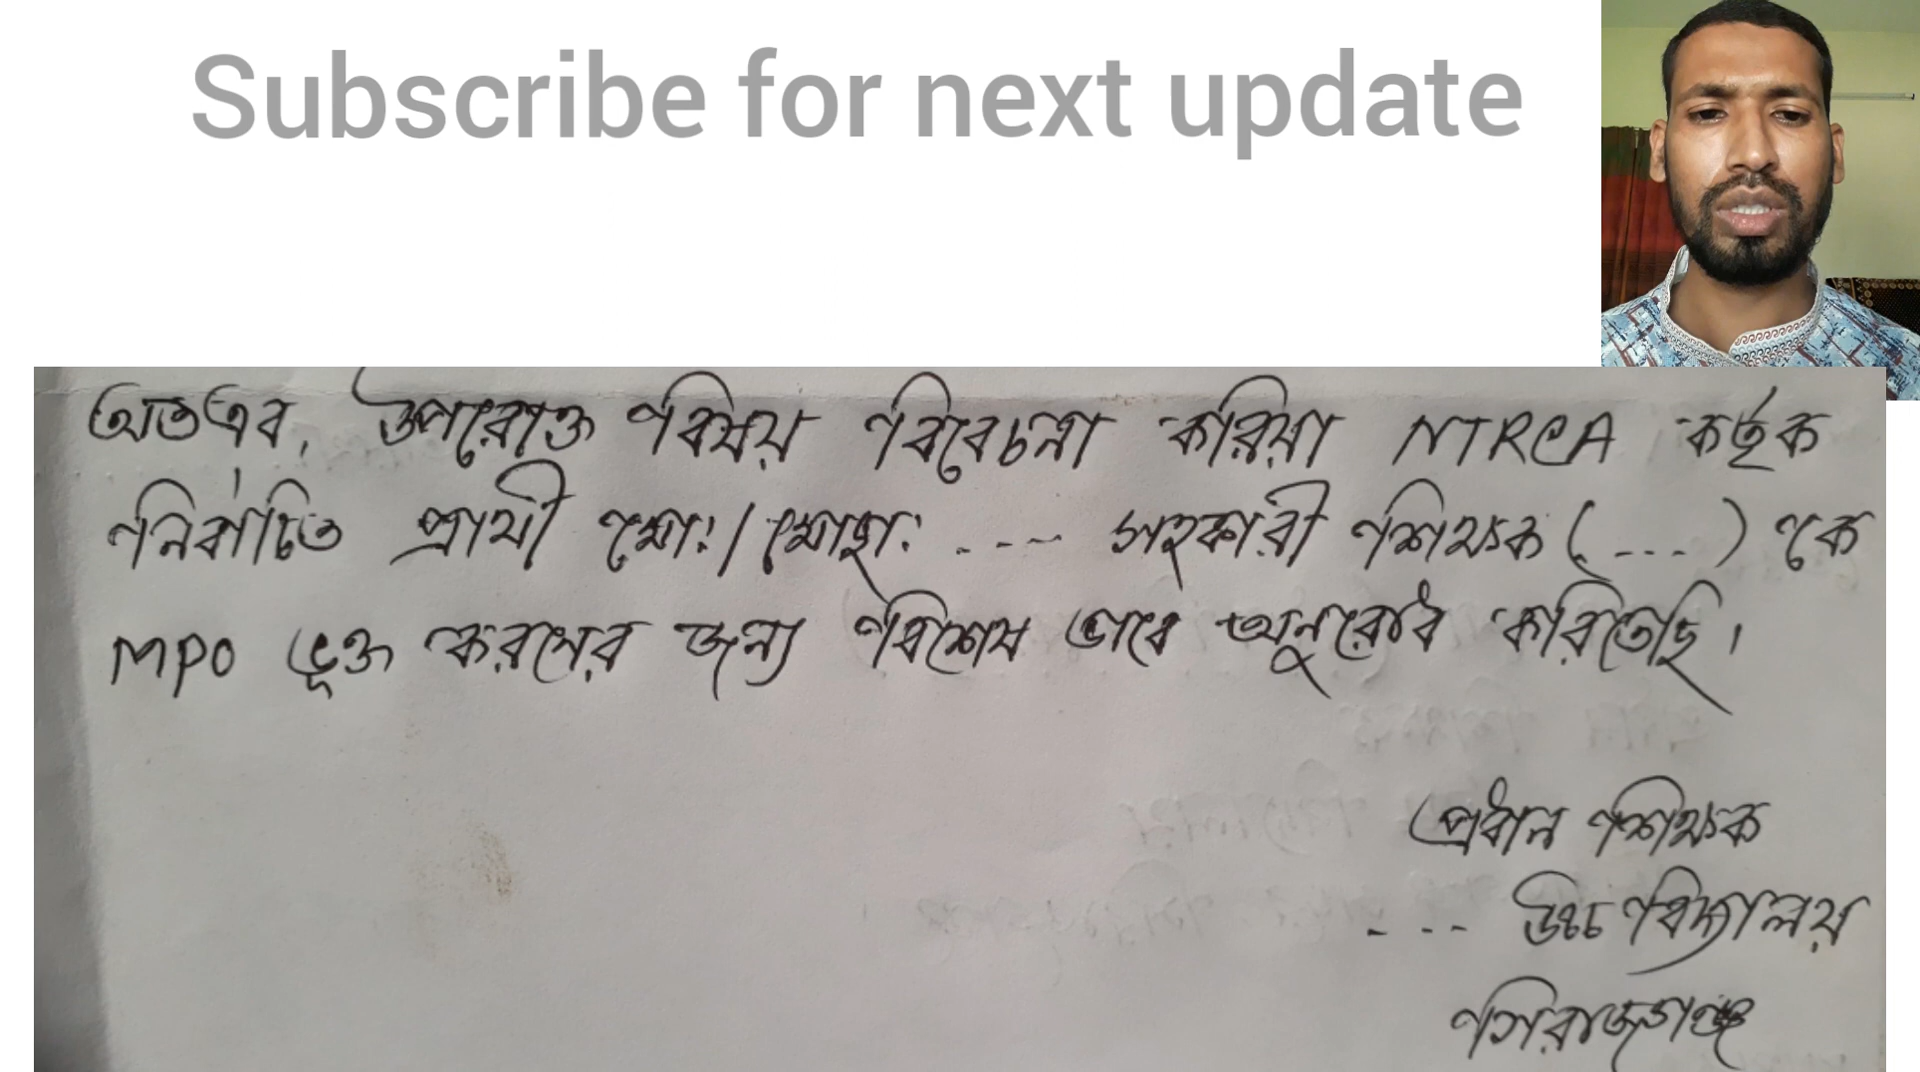 Subscribe for next update
অতএব, উপরোক্ত বিষয় বিবেচনা করিয়া NTRCA কর্তৃক
নির্বাচিত প্রার্থী মো:/মোছা: .... সহকারী শিক্ষক (....) কে
MPO ভূক্ত করণের জন্য বিশেষ ভাবে অনুরোধ করিতেছি।
প্রধান শিক্ষক
... উচ্চ বিদ্যালয়
সিরাজগঞ্জ